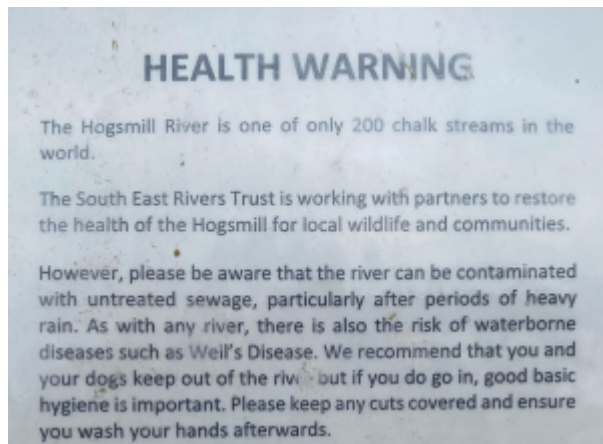 HEALTH WARNING
The Hogsmill River is one of only 200 chalk streams in the
world.
The South East Rivers Trust is working with partners to restore
the health of the Hogsmill for local wildlife and communities.
However, please be aware that the river can be contaminated
with untreated sewage, particularly after periods of heavy
rain. As with any river, there is also the risk of waterborne
diseases such as Weil's Disease. We recommend that you and
your dogs keep out of the but if you do go in, good basic
hygiene is important. Please keep any cuts covered and ensure
you wash your hands afterwards.